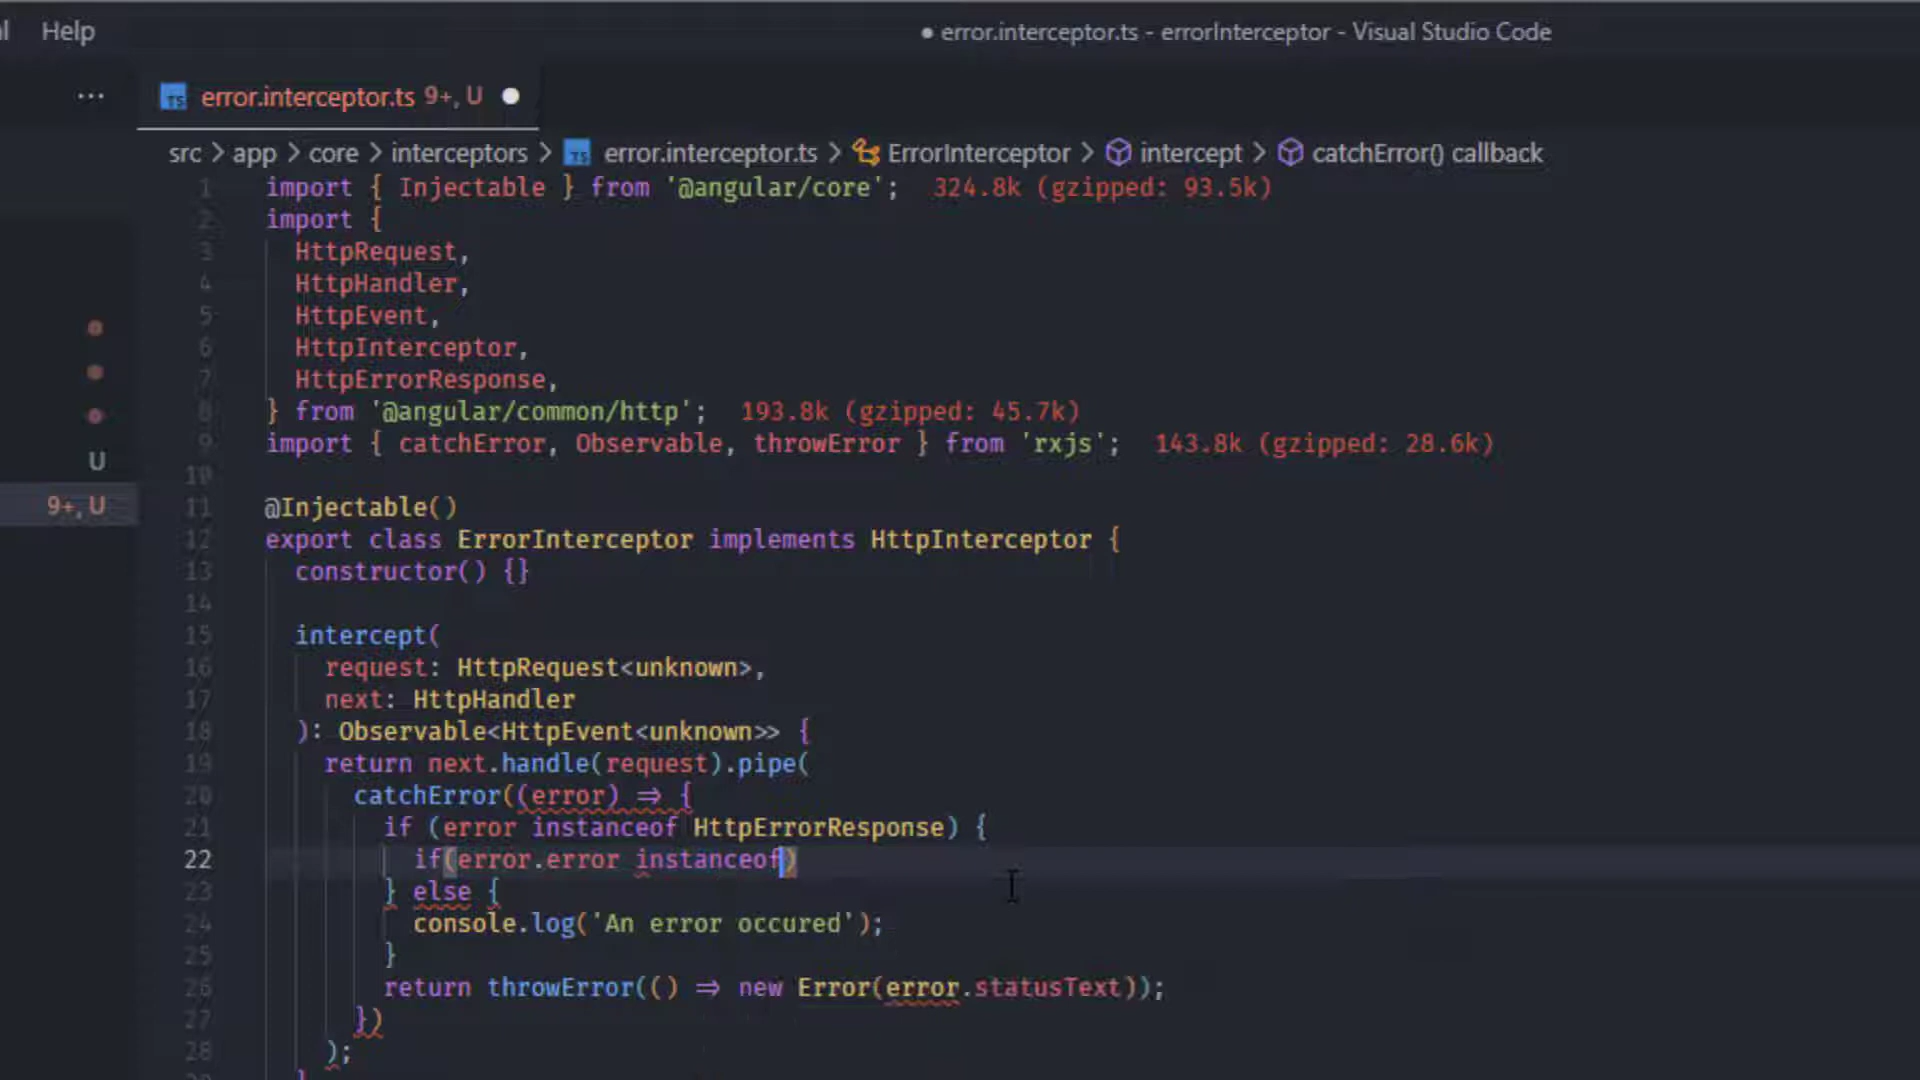 Help
● error.interceptor.ts - errorInterceptor - Visual Studio Code
···
TS error.interceptor.ts 9+, U
src > app > core > interceptors > TS error.interceptor.ts > ErrorInterceptor > intercept > catchError() callback
1 import { Injectable } from '@angular/core'; 324.8k (gzipped: 93.5k)
2 import {
3 HttpRequest,
4 HttpHandler,
5 HttpEvent,
6 HttpInterceptor,
7 HttpErrorResponse,
8 } from '@angular/common/http'; 193.8k (gzipped: 45.7k)
9 import { catchError, Observable, throwError } from 'rxjs'; 143.8k (gzipped: 28.6k)
U
10
9+, U
11 @Injectable()
12 export class ErrorInterceptor implements HttpInterceptor {
13 constructor() {}
14
15 intercept(
16 request: HttpRequest<unknown>,
17 next: HttpHandler
18 ): Observable<HttpEvent<unknown>> {
19 return next.handle(request).pipe(
20 catchError((error) => {
21 if (error instanceof HttpErrorResponse) {
22 if(error.error instanceof)
23 } else {
24 console.log('An error occured');
25 }
26 return throwError(() => new Error(error.statusText));
27 })
28 );